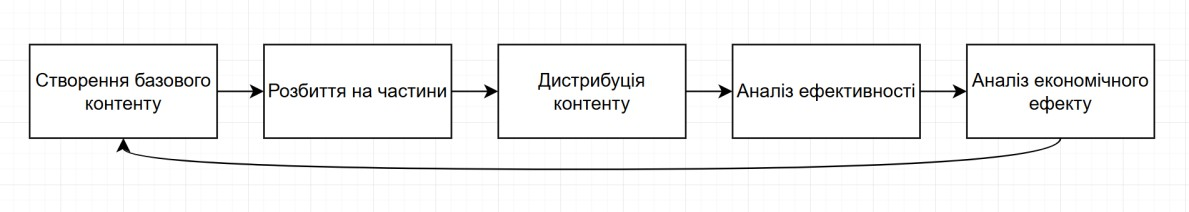 Створення базового
контенту
Розбиття на частини
Дистрибуція
контенту
Аналіз ефективності
Аналіз економічного
ефекту